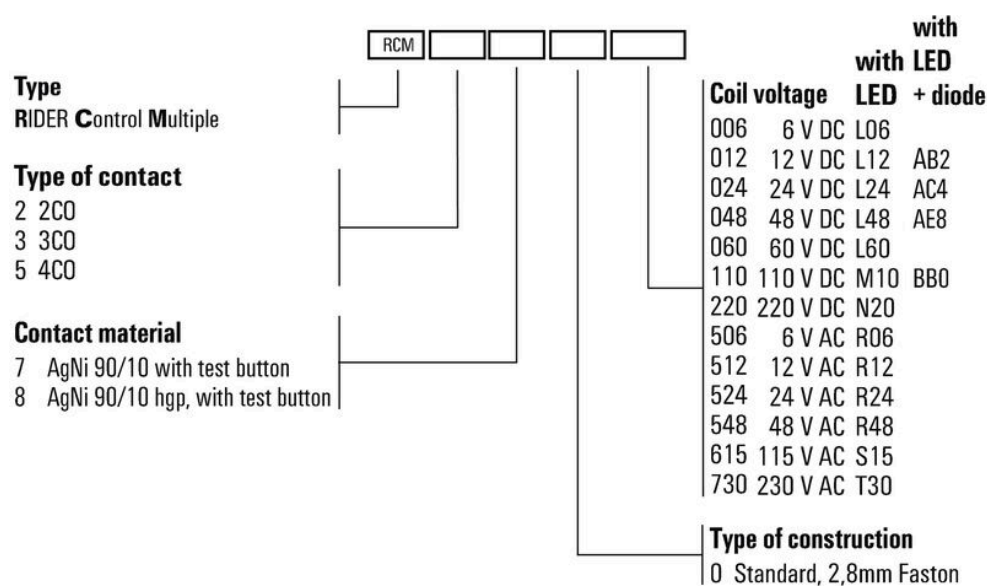 RCM
Type
RIDER Control Multiple
Type of contact
2 2CO
3 3CO
5 4CO
Contact material
7 AgNi 90/10 with test button
8 AgNi 90/10 hgp, with test button
with
with LED
Coil voltage LED + diode
006 6 V DC L06
012 12 V DC L12 AB2
024 24 V DC L24 AC4
048 48 V DC L48 AE8
060 60 V DC L60
110 110 V DC M10 BB0
220 220 V DC N20
506 6 V AC R06
512 12 V AC R12
524 24 V AC R24
548 48 V AC R48
615 115 V AC S15
730 230 V AC T30
Type of construction
0 Standard, 2,8mm Faston